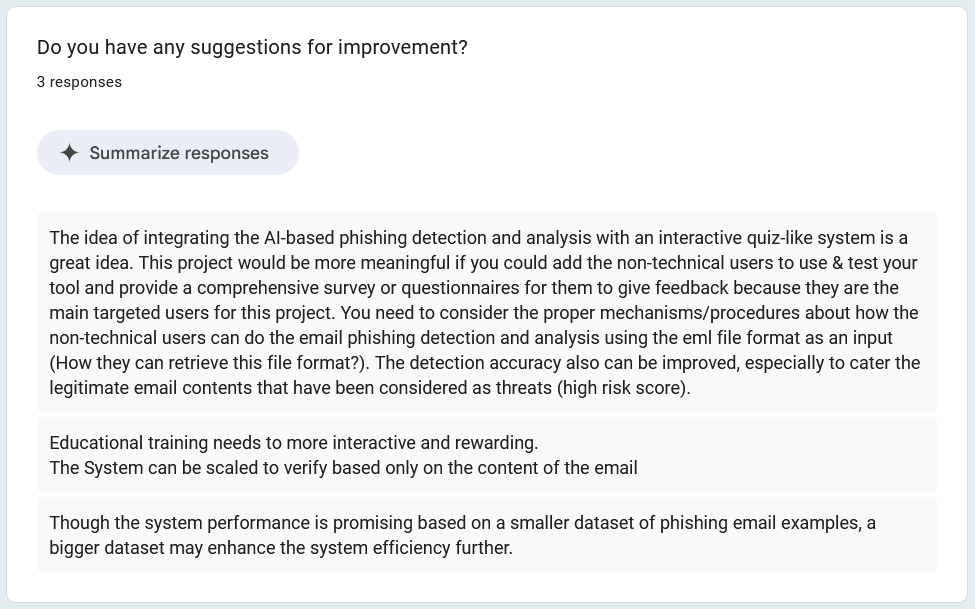 Do you have any suggestions for improvement?
3 responses
Summarize responses
The idea of integrating the AI-based phishing detection and analysis with an interactive quiz-like system is a
great idea. This project would be more meaningful if you could add the non-technical users to use & test your
tool and provide a comprehensive survey or questionnaires for them to give feedback because they are the
main targeted users for this project. You need to consider the proper mechanisms/procedures about how the
non-technical users can do the email phishing detection and analysis using the eml file format as an input
(How they can retrieve this file format?). The detection accuracy also can be improved, especially to cater the
legitimate email contents that have been considered as threats (high risk score).
Educational training needs to more interactive and rewarding.
The System can be scaled to verify based only on the content of the email
Though the system performance is promising based on a smaller dataset of phishing email examples, a
bigger dataset may enhance the system efficiency further.